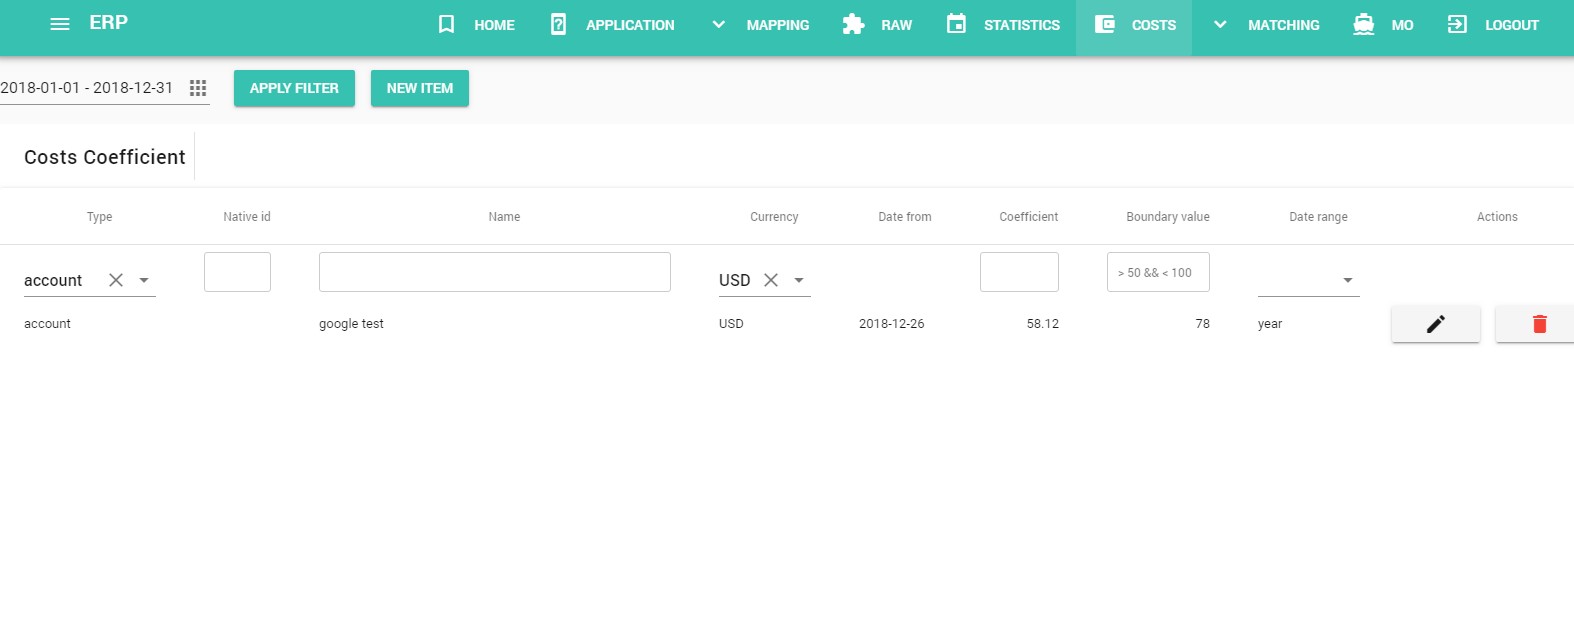 ERP HOME APPLICATION MAPPING RAW STATISTICS COSTS MATCHING MO LOGOUT
2018-01-01 - 2018-12-31 APPLY FILTER NEW ITEM
Costs Coefficient
Type Native id Name Currency Date from Coefficient Boundary value Date range Actions
account USD > 50 && < 100
account google test USD 2018-12-26 58.12 78 year